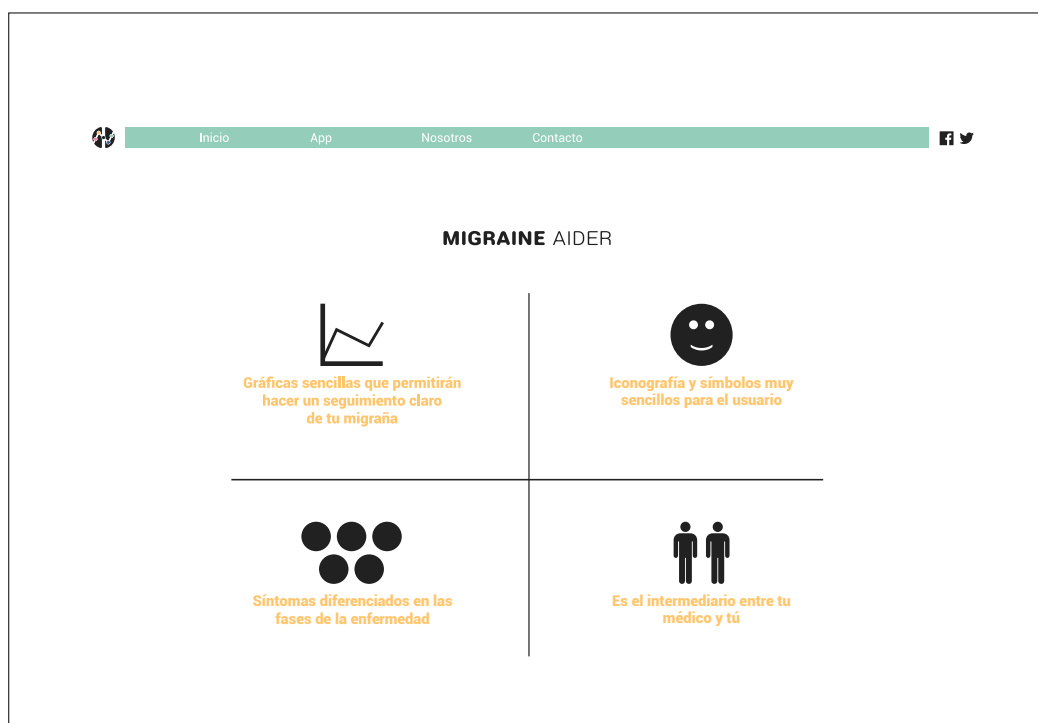 Inicio App Nosotros Contacto
MIGRAINE AIDER
Gráficas sencillas que permitirán
hacer un seguimiento claro
de tu migraña
Iconografía y símbolos muy
sencillos para el usuario
Síntomas diferenciados en las
fases de la enfermedad
Es el intermediario entre tu
médico y tú